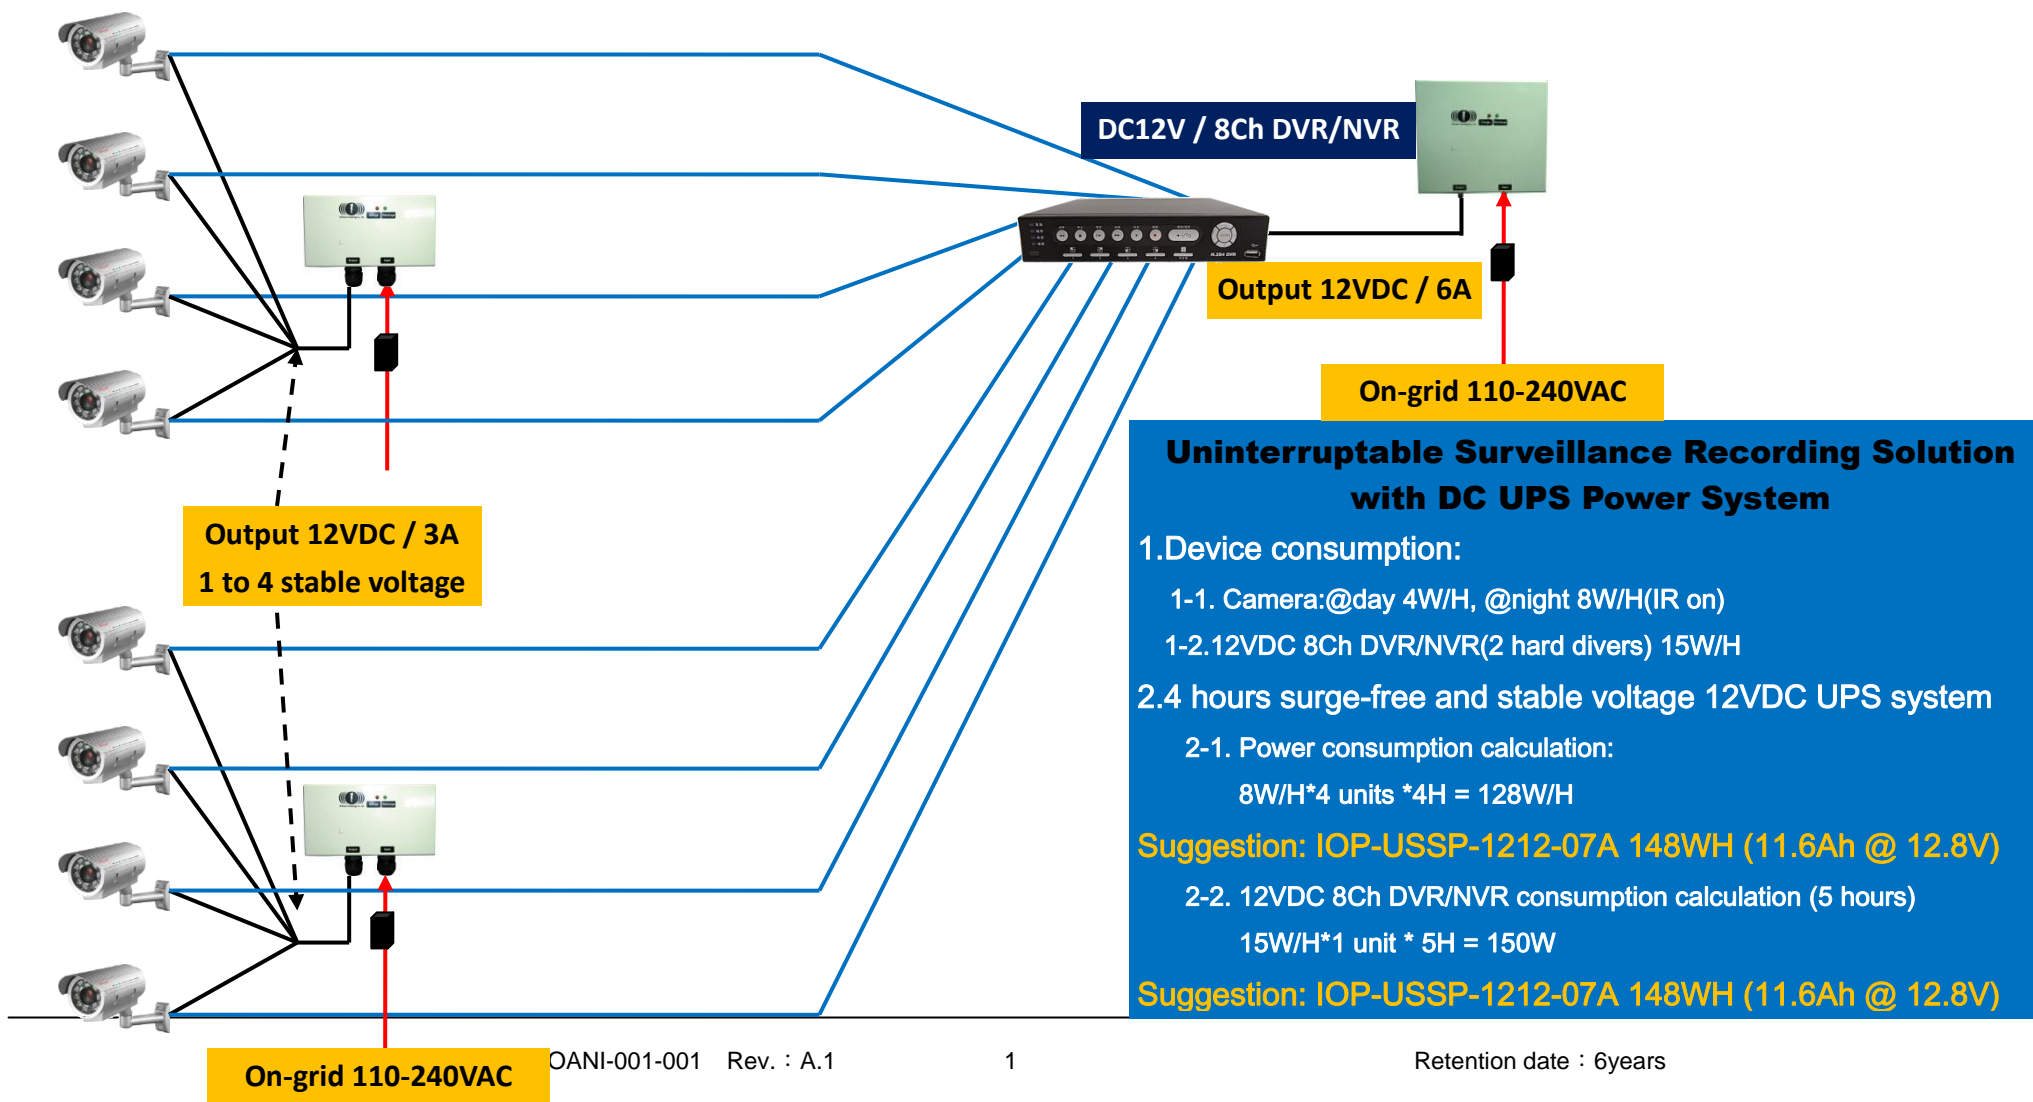 DC12V / 8Ch DVR/NVR
H.264 DVR
Output 12VDC / 6A
On-grid 110-240VAC
Output 12VDC / 3A
1 to 4 stable voltage
Uninterruptable Surveillance Recording Solution
with DC UPS Power System
1.Device consumption:
1-1. Camera:@day 4W/H, @night 8W/H(IR on)
1-2.12VDC 8Ch DVR/NVR(2 hard divers) 15W/H
2.4 hours surge-free and stable voltage 12VDC UPS system
2-1. Power consumption calculation:
8W/H*4 units *4H = 128W/H
Suggestion: IOP-USSP-1212-07A 148WH (11.6Ah @ 12.8V)
2-2. 12VDC 8Ch DVR/NVR consumption calculation (5 hours)
15W/H*1 unit * 5H = 150W
Suggestion: IOP-USSP-1212-07A 148WH (11.6Ah @ 12.8V)
On-grid 110-240VAC
OANI-001-001 Rev.：A.1 1 Retention date：6years